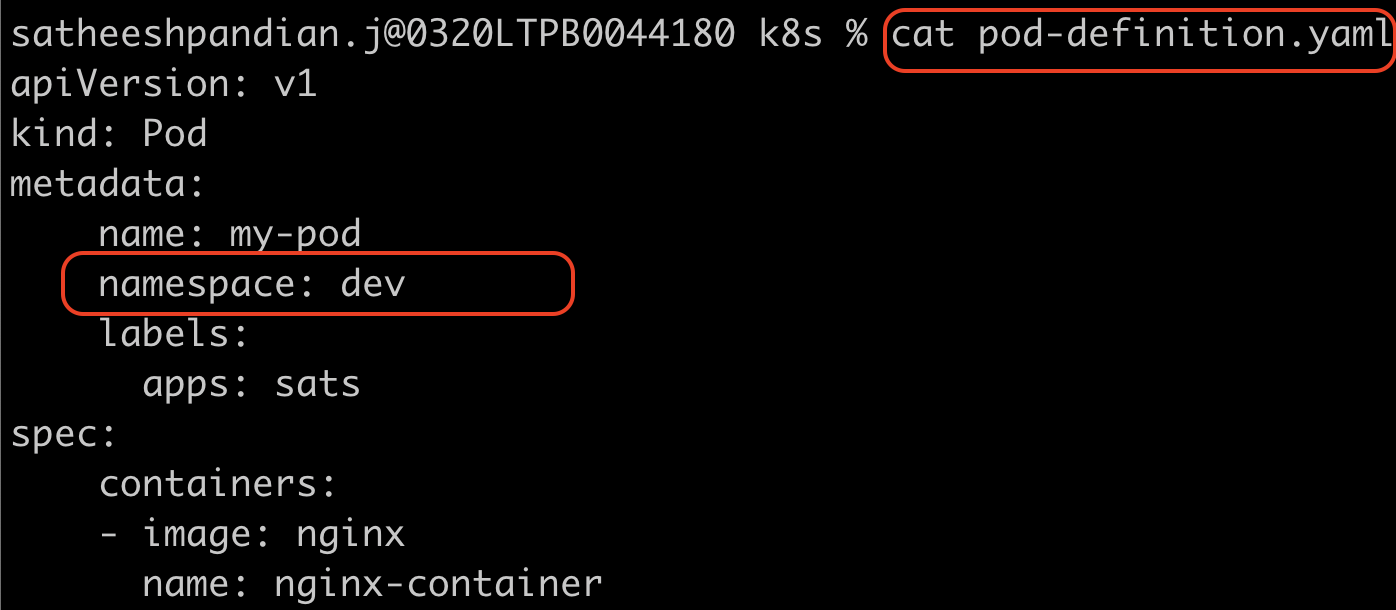 satheeshpandian.j@0320LTPB0044180 k8s % cat pod-definition.yaml
apiVersion: v1
kind: Pod
metadata:
    name: my-pod
    namespace: dev
    labels:
      apps: sats
spec:
    containers:
    - image: nginx
      name: nginx-container